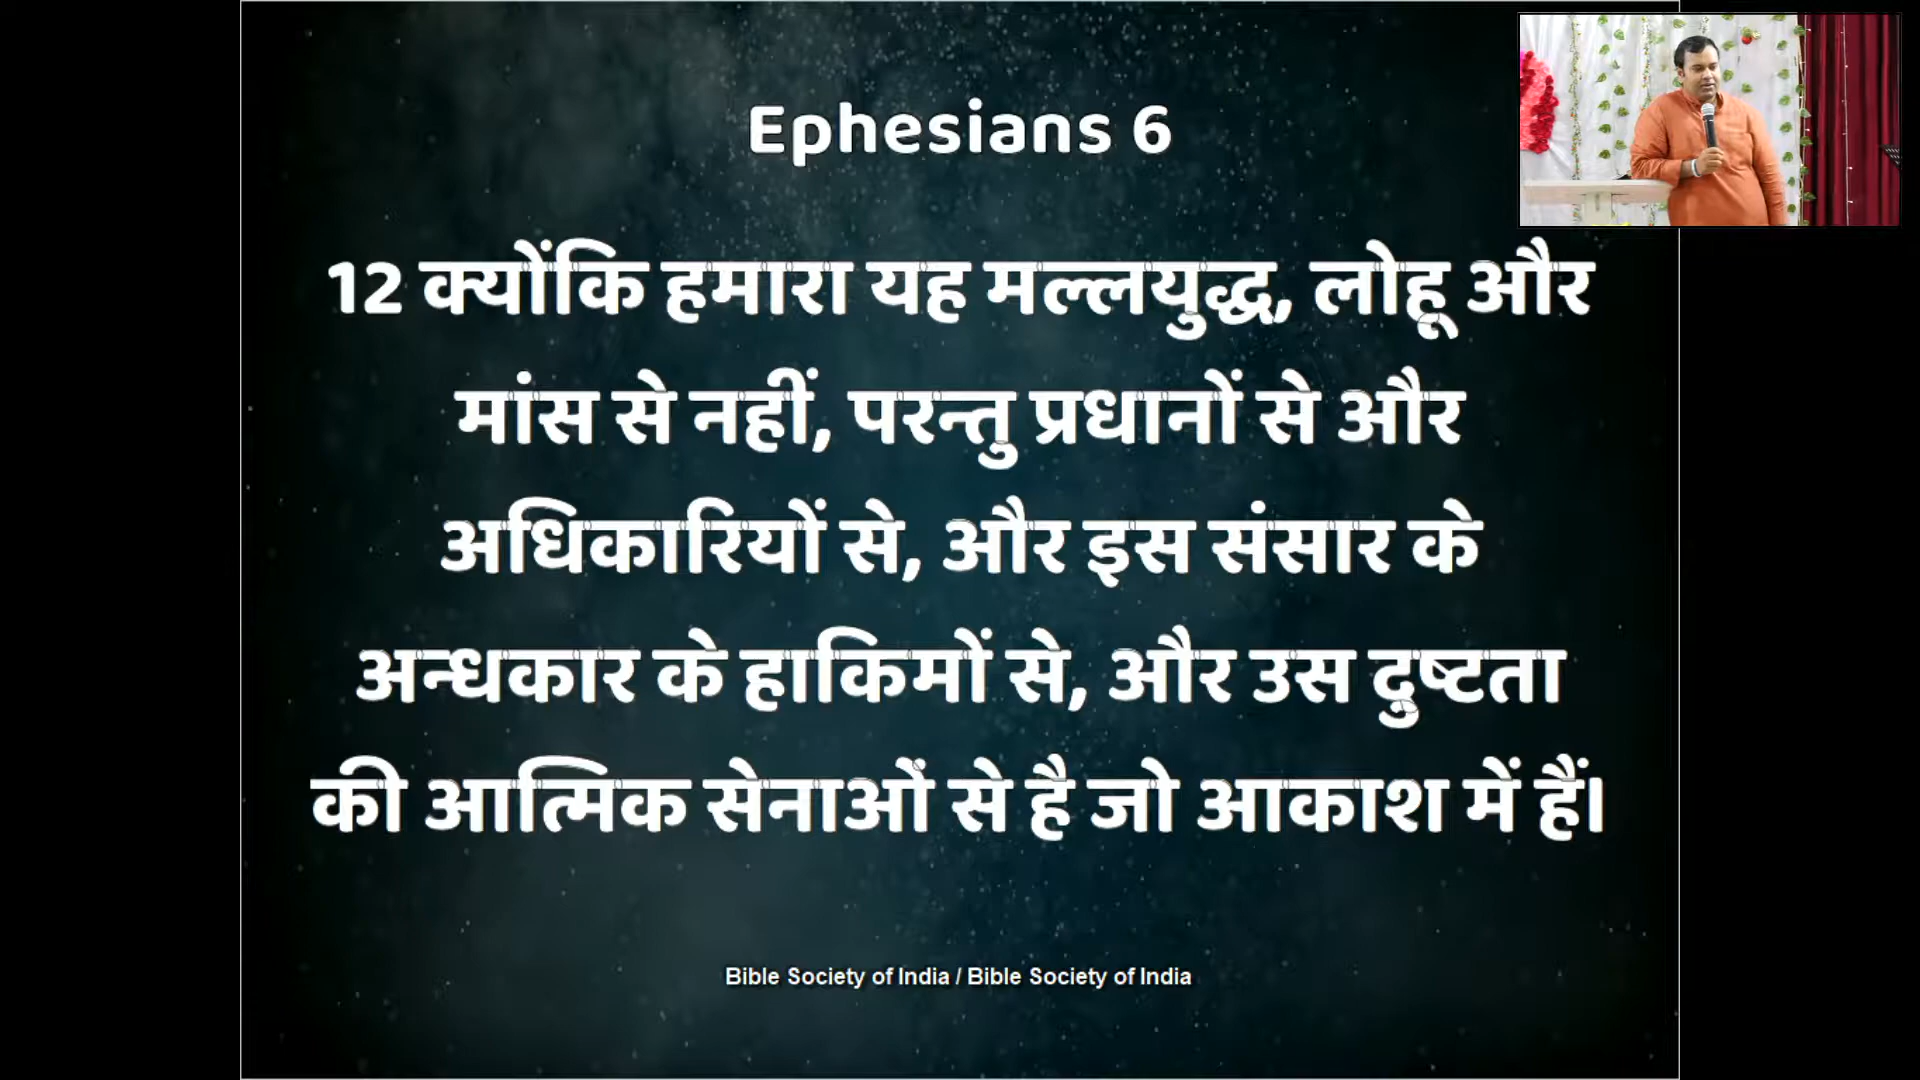 Ephesians 6
12 क्योंकि हमारा यह मल्लयुद्ध, लोहू और
मांस से नहीं, परन्तु प्रधानों से और
अधिकारियों से, और इस संसार के
अन्धकार के हाकिमों से, और उस दुष्टता
की आत्मिक सेनाओं से है जो आकाश में हैं।
Bible Society of India / Bible Society of India